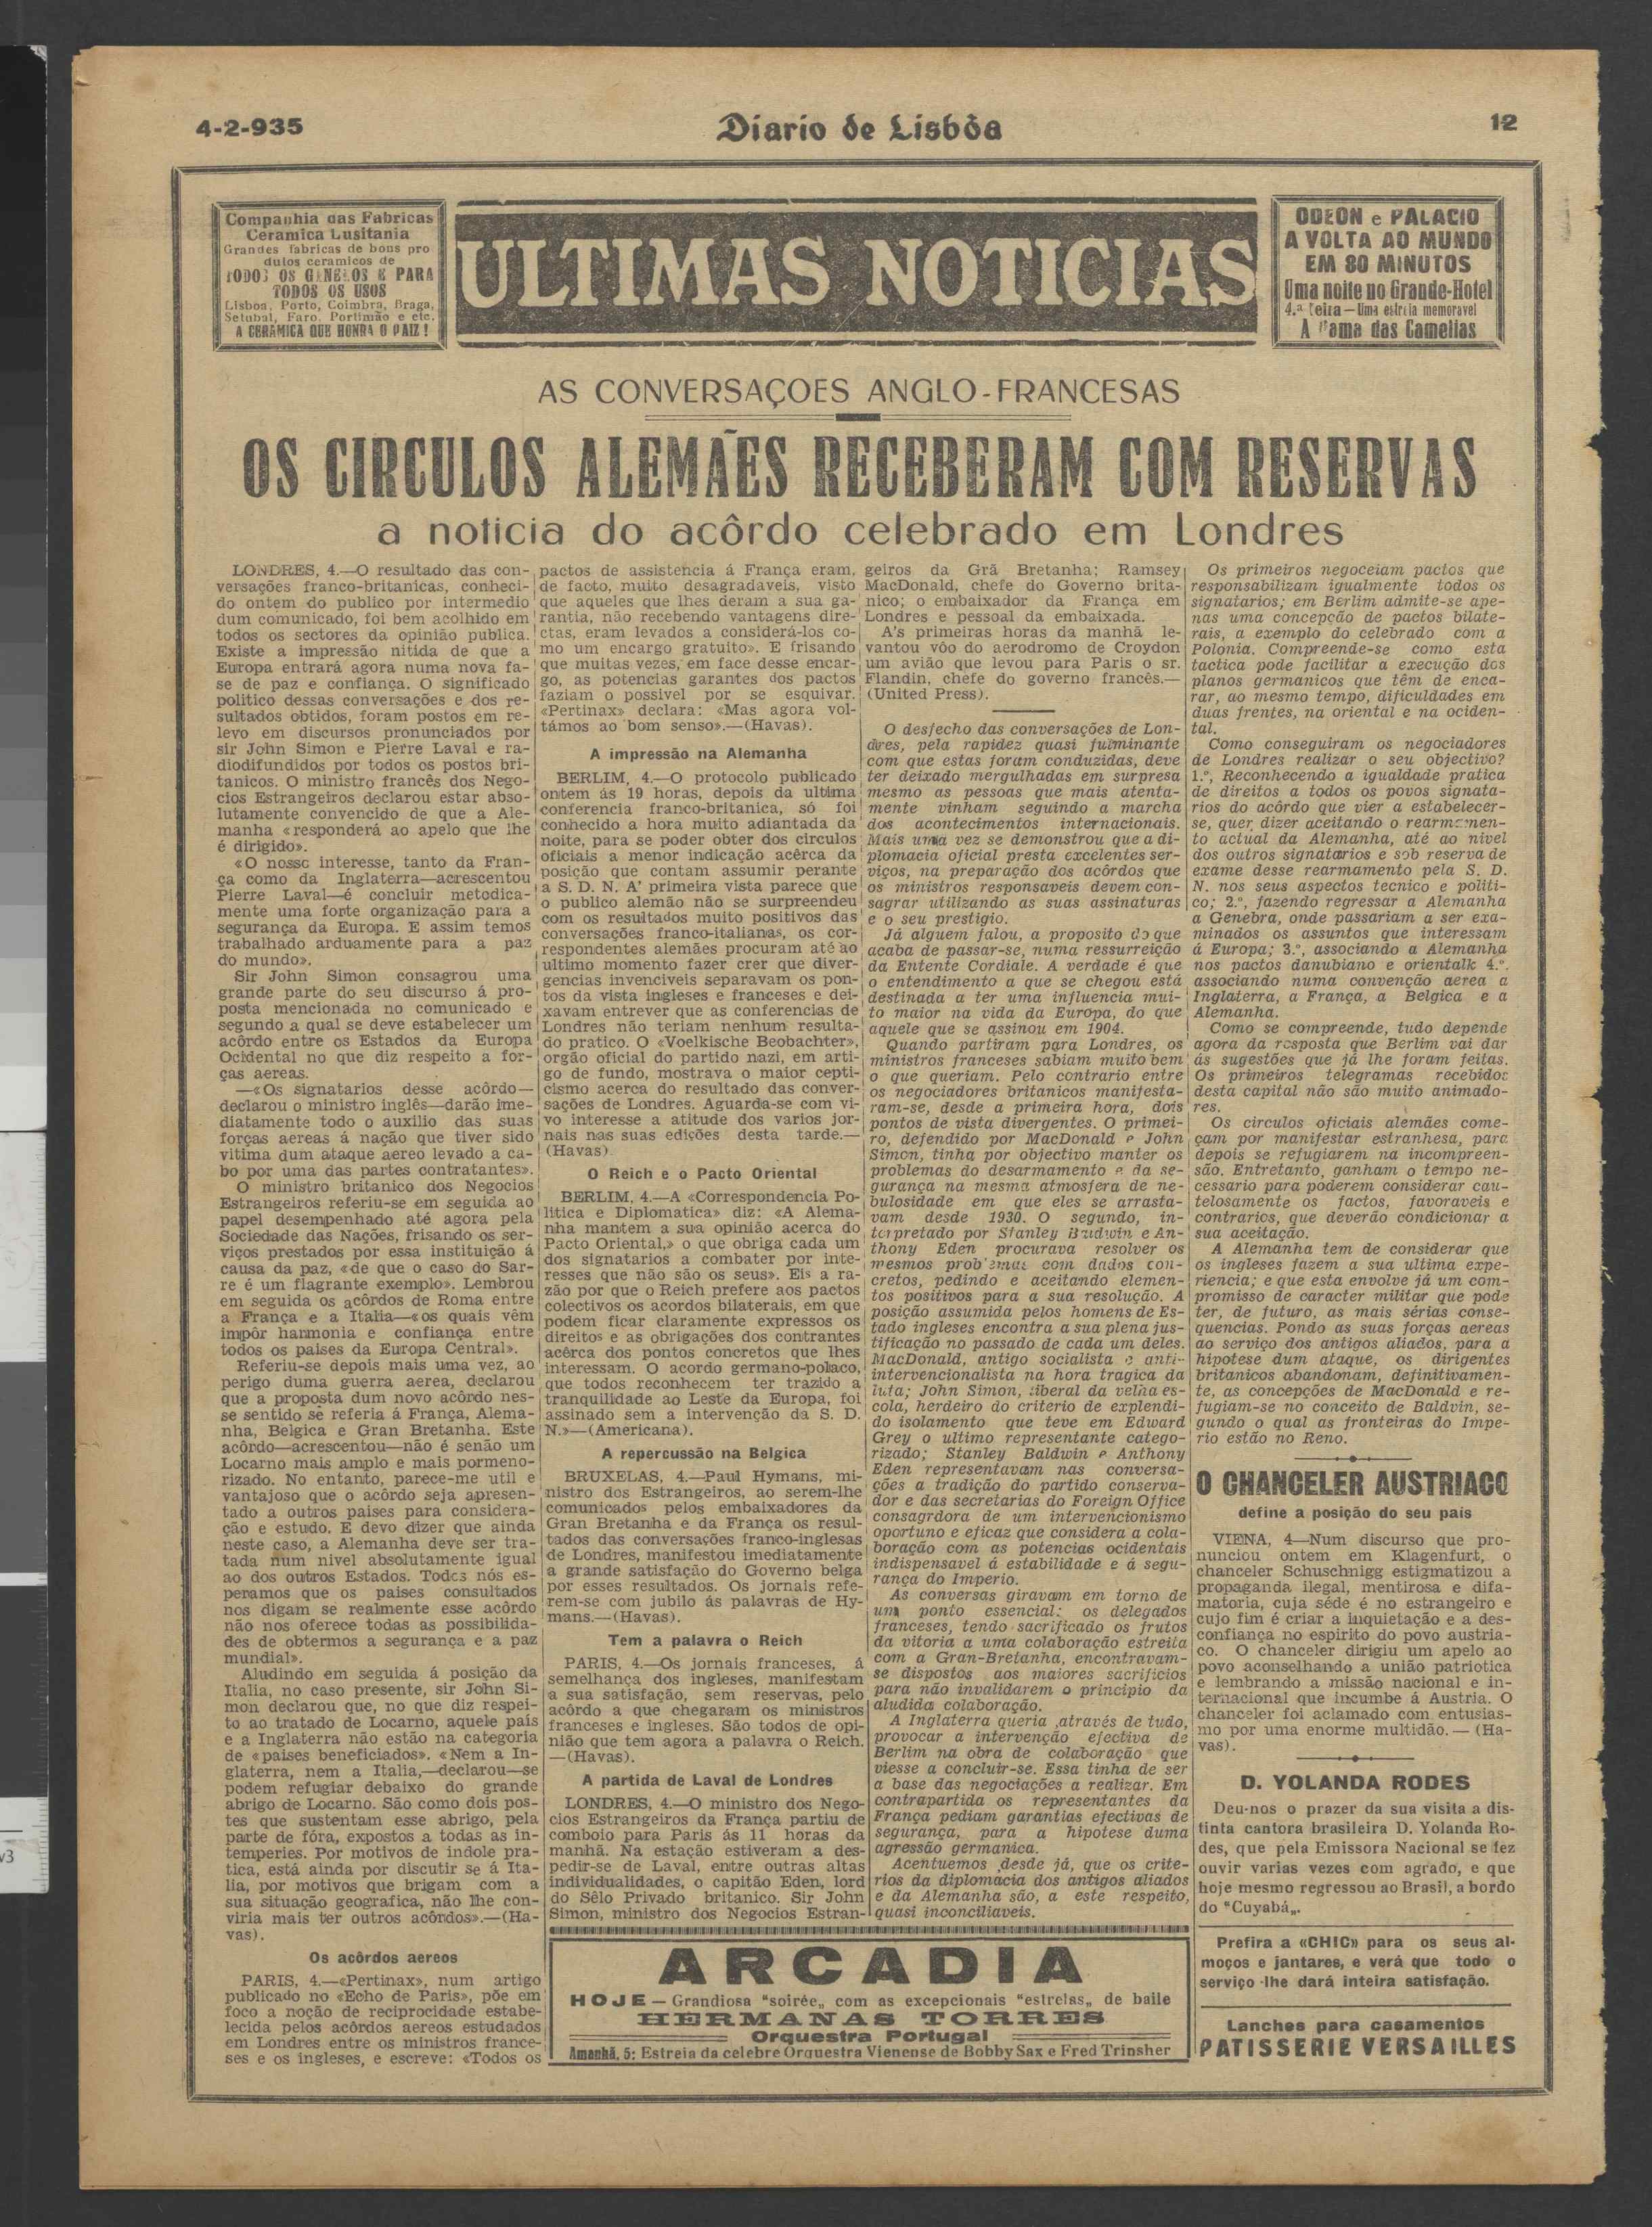 4-2-935
Diario de Lisbôa
12
Companhia das Fabricas
Ceramica Lusitania
Grandes fabricas de bons pro
dutos ceramicos de
TODOS OS GENEROS E PARA
TODOS OS USOS
Lisboa, Porto, Coimbra, Braga,
Setubal, Faro, Portimão e etc.
A CERAMICA QUE HONRA O PAIZ!
ULTIMAS NOTICIAS
ODEON e PALACIO
A VOLTA AO MUNDO
EM 80 MINUTOS
Uma noite no Grande-Hotel
4.ª feira—Uma estreia memoravel
A Dama das Camelias
AS CONVERSAÇOES ANGLO-FRANCESAS
OS CIRCULOS ALEMÃES RECEBERAM COM RESERVAS
a noticia do acôrdo celebrado em Londres
LONDRES, 4.—O resultado das con-
versações franco-britanicas, conheci-
do ontem do publico por intermedio
dum comunicado, foi bem acolhido em
todos os sectores da opinião publica.
Existe a impressão nitida de que a
Europa entrará agora numa nova fa-
se de paz e confiança. O significado
politico dessas conversações e dos re-
sultados obtidos, foram postos em re-
levo em discursos pronunciados por
sir John Simon e Pierre Laval e ra-
diodifundidos por todos os postos bri-
tanicos. O ministro francês dos Nego-
cios Estrangeiros declarou estar abso-
lutamente convencido de que a Ale-
manha «responderá ao apelo que lhe
é dirigido».
«O nosso interesse, tanto da Fran-
ça como da Inglaterra—acrescentou
Pierre Laval—é concluir metodica-
mente uma forte organização para a
segurança da Europa. E assim temos
trabalhado arduamente para a paz
do mundo».
Sir John Simon consagrou uma
grande parte do seu discurso á pro-
posta mencionada no comunicado e
segundo a qual se deve estabelecer um
acôrdo entre os Estados da Europa
Ocidental no que diz respeito a for-
ças aereas.
—«Os signatarios desse acôrdo—
declarou o ministro inglês—darão ime-
diatamente todo o auxilio das suas
forças aereas á nação que tiver sido
vitima dum ataque aereo levado a ca-
bo por uma das partes contratantes».
O ministro britanico dos Negocios
Estrangeiros referiu-se em seguida ao
papel desempenhado até agora pela
Sociedade das Nações, frisando os ser-
viços prestados por essa instituição á
causa da paz, «de que o caso do Sar-
re é um flagrante exemplo». Lembrou
em seguida os acôrdos de Roma entre
a França e a Italia—«os quais vêm
impôr harmonia e confiança entre
todos os paises da Europa Central».
Referiu-se depois mais uma vez, ao
perigo duma guerra aerea, declarou
que a proposta dum novo acôrdo nes-
se sentido se referia á França, Alema-
nha, Belgica e Gran Bretanha. Este
acôrdo—acrescentou—não é senão um
Locarno mais amplo e mais pormeno-
rizado. No entanto, parece-me util e
vantajoso que o acôrdo seja apresen-
tado a outros paises para considera-
ção e estudo. E devo dizer que ainda
neste caso, a Alemanha deve ser tra-
tada num nivel absolutamente igual
ao dos outros Estados. Todos nós es-
peramos que os paises consultados
nos digam se realmente esse acôrdo
não nos oferece todas as possibilida-
des de obtermos a segurança e a paz
mundial».
Aludindo em seguida á posição da
Italia, no caso presente, sir John Si-
mon declarou que, no que diz respei-
to ao tratado de Locarno, aquele país
e a Inglaterra não estão na categoria
de «paises beneficiados». «Nem a In-
glaterra, nem a Italia,—declarou—se
podem refugiar debaixo do grande
abrigo de Locarno. São como dois pos-
tes que sustentam esse abrigo, pela
parte de fóra, expostos a todas as in-
temperies. Por motivos de indole pra-
tica, está ainda por discutir se á Ita-
lia, por motivos que brigam com a
sua situação geografica, não lhe con-
viria mais ter outros acôrdos».—(Ha-
vas).
Os acôrdos aereos
PARIS, 4.—«Pertinax», num artigo
publicado no «Echo de Paris», põe em
foco a noção de reciprocidade estabe-
lecida pelos acôrdos aereos estudados
em Londres entre os ministros france-
ses e os ingleses, e escreve: «Todos os
pactos de assistencia á França eram,
de facto, muito desagradaveis, visto
que aqueles que lhes deram a sua ga-
rantia, não recebendo vantagens dire-
ctas, eram levados a considerá-los co-
mo um encargo gratuito». E frisando
que muitas vezes, em face desse encar-
go, as potencias garantes dos pactos
faziam o possivel por se esquivar.
«Pertinax» declara: «Mas agora vol-
támos ao bom senso».—(Havas).
A impressão na Alemanha
BERLIM, 4.—O protocolo publicado
ontem ás 19 horas, depois da ultima
conferencia franco-britanica, só foi
conhecido a hora muito adiantada da
noite, para se poder obter dos circulos
oficiais a menor indicação acêrca da
posição que contam assumir perante
a S. D. N. A' primeira vista parece que
o publico alemão não se surpreendeu
com os resultados muito positivos das
conversações franco-italianas, os cor-
respondentes alemães procuram até ao
ultimo momento fazer crer que diver-
gencias invenciveis separavam os pon-
tos da vista ingleses e franceses e dei-
xavam entrever que as conferencias de
Londres não teriam nenhum resulta-
do pratico. O «Voelkische Beobachter»,
orgão oficial do partido nazi, em arti-
go de fundo, mostrava o maior cepti-
cismo acerca do resultado das conver-
sações de Londres. Aguarda-se com vi-
vo interesse a atitude dos varios jor-
nais nas suas edições desta tarde.—
(Havas).
O Reich e o Pacto Oriental
BERLIM, 4.—A «Correspondencia Po-
litica e Diplomatica» diz: «A Alema-
nha mantem a sua opinião acerca do
Pacto Oriental,» o que obriga cada um
dos signatarios a combater por inte-
resses que não são os seus». Eis a ra-
zão por que o Reich prefere aos pactos
colectivos os acordos bilaterais, em que
podem ficar claramente expressos os
direitos e as obrigações dos contrantes
acêrca dos pontos concretos que lhes
interessam. O acordo germano-polaco,
que todos reconhecem ter trazido a
tranquilidade ao Leste da Europa, foi
assinado sem a intervenção da S. D.
N.»—(Americana).
A repercussão na Belgica
BRUXELAS, 4.—Paul Hymans, mi-
nistro dos Estrangeiros, ao serem-lhe
comunicados pelos embaixadores da
Gran Bretanha e da França os resul-
tados das conversações franco-inglesas
de Londres, manifestou imediatamente
a grande satisfação do Governo belga
por esses resultados. Os jornais refe-
rem-se com jubilo ás palavras de Hy-
mans.—(Havas).
Tem a palavra o Reich
PARIS, 4.—Os jornais franceses, á
semelhança dos ingleses, manifestam
a sua satisfação, sem reservas, pelo
acôrdo a que chegaram os ministros
franceses e ingleses. São todos de opi-
nião que tem agora a palavra o Reich.
—(Havas).
A partida de Laval de Londres
LONDRES, 4.—O ministro dos Nego-
cios Estrangeiros da França partiu de
comboio para Paris ás 11 horas da
manhã. Na estação estiveram a des-
pedir-se de Laval, entre outras altas
individualidades, o capitão Eden, lord
do Sêlo Privado britanico. Sir John
Simon, ministro dos Negocios Estran-
geiros da Grã Bretanha; Ramsey
MacDonald, chefe do Governo brita-
nico; o embaixador da França em
Londres e pessoal da embaixada.
A's primeiras horas da manhã le-
vantou vôo do aerodromo de Croydon
um avião que levou para Paris o sr.
Flandin, chefe do governo francês.—
(United Press).
O desfecho das conversações de Lon-
dres, pela rapidez quasi fulminante
com que estas foram conduzidas, deve
ter deixado mergulhadas em surpresa
mesmo as pessoas que mais atenta-
mente vinham seguindo a marcha
dos acontecimentos internacionais.
Mais uma vez se demonstrou que a di-
plomacia oficial presta excelentes ser-
viços, na preparação dos acôrdos que
os ministros responsaveis devem con-
sagrar utilizando as suas assinaturas
e o seu prestigio.
Já alguem falou, a proposito do que
acaba de passar-se, numa ressurreição
da Entente Cordiale. A verdade é que
o entendimento a que se chegou está
destinada a ter uma influencia mui-
to maior na vida da Europa, do que
aquele que se assinou em 1904.
Quando partiram para Londres, os
ministros franceses sabiam muito bem
o que queriam. Pelo contrario entre
os negociadores britanicos manifesta-
ram-se, desde a primeira hora, dois
pontos de vista divergentes. O primei-
ro, defendido por MacDonald e John
Simon, tinha por objectivo manter os
problemas do desarmamento e da se-
gurança na mesma atmosfera de ne-
bulosidade em que eles se arrasta-
vam desde 1930. O segundo, in-
terpretado por Stanley Baldwin e An-
thony Eden procurava resolver os
mesmos problemas com dados con-
cretos, pedindo e aceitando elemen-
tos positivos para a sua resolução. A
posição assumida pelos homens de Es-
tado ingleses encontra a sua plena jus-
tificação no passado de cada um deles.
MacDonald, antigo socialista e anti-
intervencionalista na hora tragica da
luta; John Simon, liberal da velha es-
cola, herdeiro do criterio de explendi-
do isolamento que teve em Edward
Grey o ultimo representante catego-
rizado; Stanley Baldwin e Anthony
Eden representavam nas conversa-
ções a tradição do partido conserva-
dor e das secretarias do Foreign Office
consagrdora de um intervencionismo
oportuno e eficaz que considera a cola-
boração com as potencias ocidentais
indispensavel á estabilidade e á segu-
rança do Imperio.
As conversas giravam em torno de
um ponto essencial: os delegados
franceses, tendo sacrificado os frutos
da vitoria a uma colaboração estreita
com a Gran-Bretanha, encontravam-
se dispostos aos maiores sacrificios
para não invalidarem o principio da
aludida colaboração.
A Inglaterra queria através de tudo,
provocar a intervenção efectiva de
Berlim na obra de colaboração que
viesse a concluir-se. Essa tinha de ser
a base das negociações a realizar. Em
contrapartida os representantes da
França pediam garantias efectivas de
segurança, para a hipotese duma
agressão germanica.
Acentuemos desde já, que os crite-
rios da diplomacia dos antigos aliados
e da Alemanha são, a este respeito,
quasi inconciliaveis.
Os primeiros negoceiam pactos que
responsabilizam igualmente todos os
signatarios; em Berlim admite-se ape-
nas uma concepção de pactos bilate-
rais, a exemplo do celebrado com a
Polonia. Compreende-se como esta
tactica pode facilitar a execução dos
planos germanicos que têm de enca-
rar, ao mesmo tempo, dificuldades em
duas frentes, na oriental e na ociden-
tal.
Como conseguiram os negociadores
de Londres realizar o seu objectivo?
1.º, Reconhecendo a igualdade pratica
de direitos a todos os povos signata-
rios do acôrdo que vier a estabelecer-
se, quer dizer aceitando o rearmamen-
to actual da Alemanha, até ao nivel
dos outros signatarios e sob reserva de
exame desse rearmamento pela S. D.
N. nos seus aspectos tecnico e politi-
co; 2.º, fazendo regressar a Alemanha
a Genebra, onde passariam a ser exa-
minados os assuntos que interessam
á Europa; 3.º, associando a Alemanha
nos pactos danubiano e orientalk 4.º,
associando numa convenção aerea a
Inglaterra, a França, a Belgica e a
Alemanha.
Como se compreende, tudo depende
agora da resposta que Berlim vai dar
ás sugestões que já lhe foram feitas.
Os primeiros telegramas recebidos
desta capital não são muito animado-
res.
Os circulos oficiais alemães come-
çam por manifestar estranhesa, para
depois se refugiarem na incompreen-
são. Entretanto, ganham o tempo ne-
cessario para poderem considerar cau-
telosamente os factos, favoraveis e
contrarios, que deverão condicionar a
sua aceitação.
A Alemanha tem de considerar que
os ingleses fazem a sua ultima expe-
riencia; e que esta envolve já um com-
promisso de caracter militar que pode
ter, de futuro, as mais sérias conse-
quencias. Pondo as suas forças aereas
ao serviço dos antigos aliados, para a
hipotese dum ataque, os dirigentes
britanicos abandonam, definitivamen-
te, as concepções de MacDonald e re-
fugiam-se no conceito de Baldvin, se-
gundo o qual as fronteiras do Impe-
rio estão no Reno.
O CHANCELER AUSTRIACO
define a posição do seu país
VIENA, 4—Num discurso que pro-
nunciou ontem em Klagenfurt, o
chanceler Schuschnigg estigmatizou a
propaganda ilegal, mentirosa e difa-
matoria, cuja séde é no estrangeiro e
cujo fim é criar a inquietação e a des-
confiança no espirito do povo austria-
co. O chanceler dirigiu um apelo ao
povo aconselhando a união patriotica
e lembrando a missão nacional e in-
ternacional que incumbe á Austria. O
chanceler foi aclamado com entusias-
mo por uma enorme multidão. — (Ha-
vas).
D. YOLANDA RODES
Deu-nos o prazer da sua visita a dis-
tinta cantora brasileira D. Yolanda Ro-
des, que pela Emissora Nacional se fez
ouvir varias vezes com agrado, e que
hoje mesmo regressou ao Brasil, a bordo
do "Cuyabá„.
Prefira a «CHIC» para os seus al-
moços e jantares, e verá que todo o
serviço lhe dará inteira satisfação.
Lanches para casamentos
PATISSERIE VERSAILLES
ARCADIA
HOJE — Grandiosa "soirée„ com as excepcionais "estrelas„ de baile
HERMANAS TORRES
Orquestra Portugal
Amanhã, 5: Estreia da celebre Orquestra Vienense de Bobby Sax e Fred Trinsher
v3